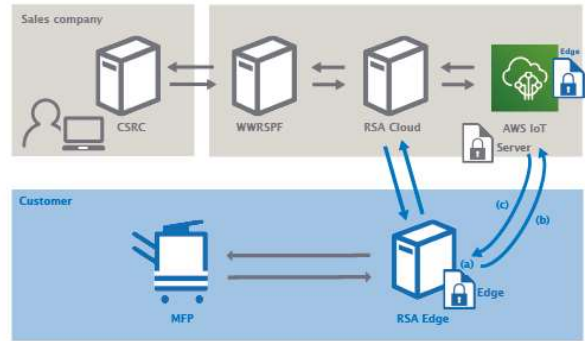 Sales company
Edge
CSRC
WWRSPF
RSA Cloud
AWS IoT
Server
Customer
(c)
(b)
(a)
Edge
MFP
RSA Edge